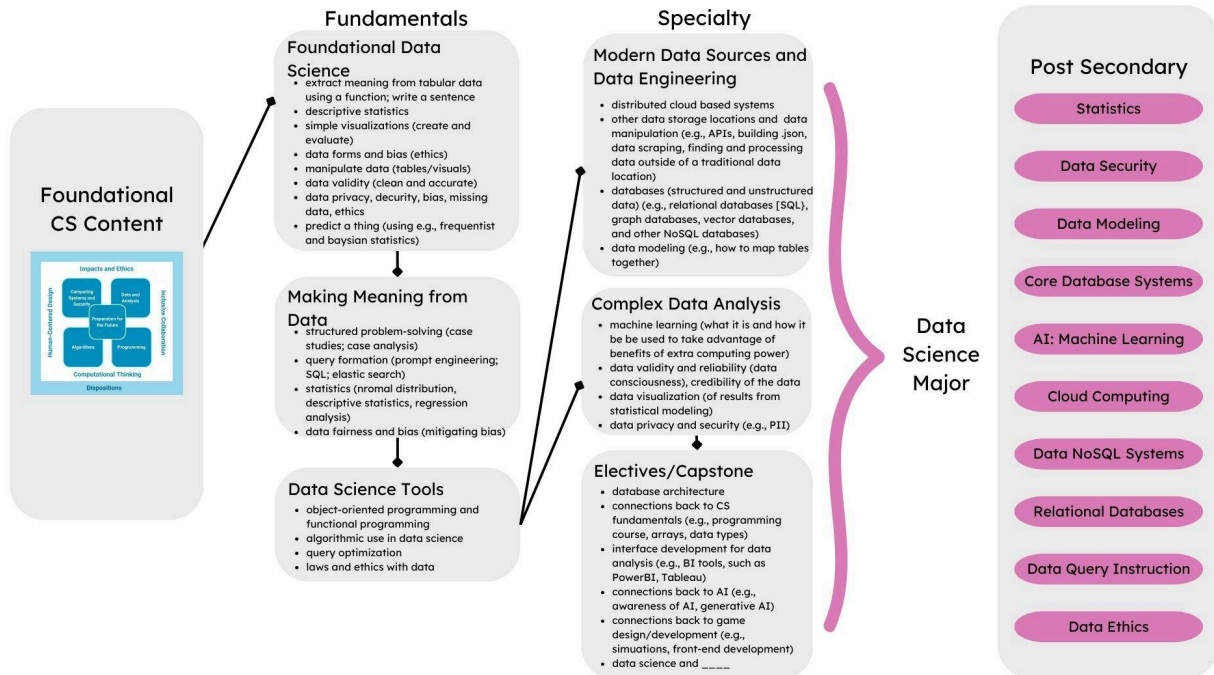 Foundational
CS Content
Impacts and Ethics
Human-Centered Design
Computing
Systems and
Security
Data and
Analysis
Preparation for
the Future
Algorithms
Programming
Inclusive Collaboration
Computational Thinking
Dispositions
Fundamentals
Foundational Data
Science
• extract meaning from tabular data
using a function; write a sentence
• descriptive statistics
• simple visualizations (create and
evaluate)
• data forms and bias (ethics)
• manipulate data (tables/visuals)
• data validity (clean and accurate)
• data privacy, decurity, bias, missing
data, ethics
• predict a thing (using e.g., frequentist
and baysian statistics)
Making Meaning from
Data
• structured problem-solving (case
studies; case analysis)
• query formation (prompt engineering;
SQL; elastic search)
• statistics (nromal distribution,
descriptive statistics, regression
analysis)
• data fairness and bias (mitigating bias)
Data Science Tools
• object-oriented programming and
functional programming
• algorithmic use in data science
• query optimization
• laws and ethics with data
Specialty
Modern Data Sources and
Data Engineering
• distributed cloud based systems
• other data storage locations and data
manipulation (e.g., APIs, building .json,
data scraping, finding and processing
data outside of a traditional data
location)
• databases (structured and unstructured
data) (e.g., relational databases [SQL},
graph databases, vector databases,
and other NoSQL databases)
• data modeling (e.g., how to map tables
together)
Complex Data Analysis
• machine learning (what it is and how it
be be used to take advantage of
benefits of extra computing power)
• data validity and reliability (data
consciousness), credibility of the data
• data visualization (of results from
statistical modeling)
• data privacy and security (e.g., PII)
Electives/Capstone
• database architecture
• connections back to CS
fundamentals (e.g., programming
course, arrays, data types)
• interface development for data
analysis (e.g., BI tools, such as
PowerBI, Tableau)
• connections back to AI (e.g.,
awareness of AI, generative AI)
• connections back to game
design/development (e.g.,
simuations, front-end development)
• data science and ____
Data
Science
Major
Post Secondary
Statistics
Data Security
Data Modeling
Core Database Systems
AI: Machine Learning
Cloud Computing
Data NoSQL Systems
Relational Databases
Data Query Instruction
Data Ethics